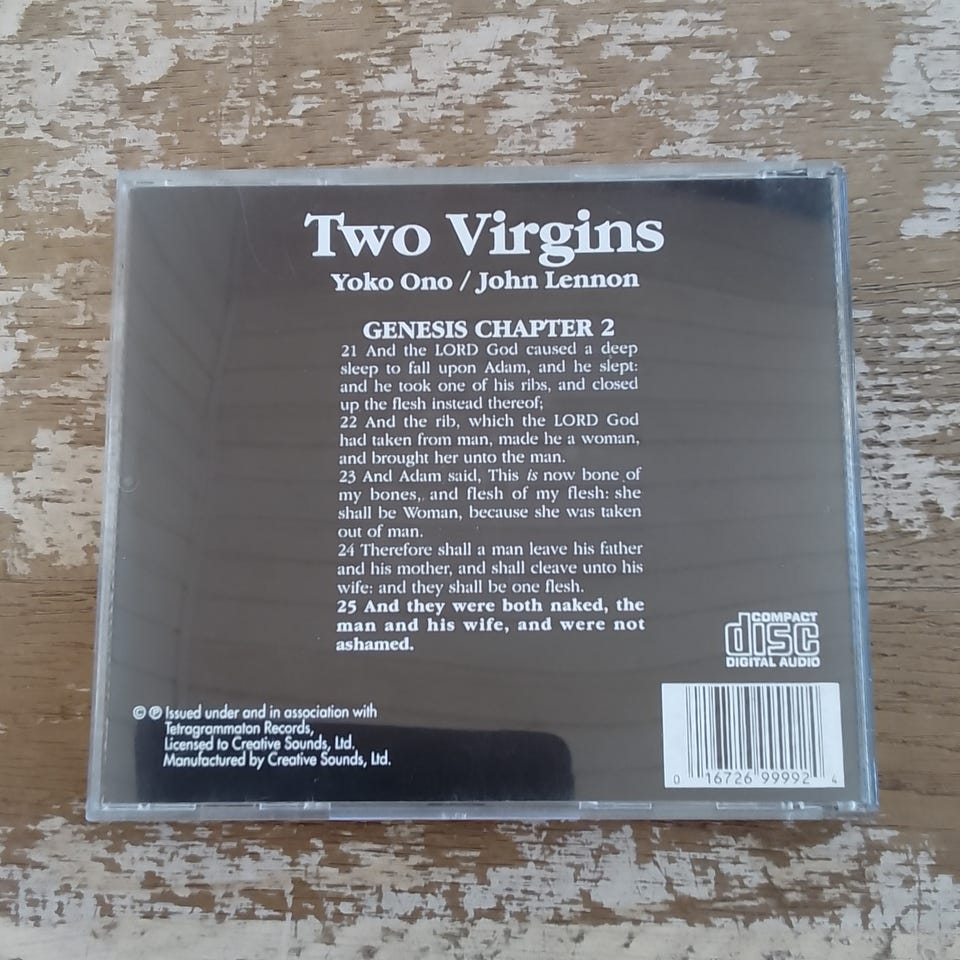 Two Virgins
Yoko Ono / John Lennon
GENESIS CHAPTER 2
21 And the LORD God caused a deep
sleep to fall upon Adam, and he slept:
and he took one of his ribs, and closed
up the flesh instead thereof;
22 And the rib, which the LORD God
had taken from man, made he a woman,
and brought her unto the man.
23 And Adam said, This is now bone of
my bones, and flesh of my flesh: she
shall be Woman, because she was taken
out of man.
24 Therefore shall a man leave his father
and his mother, and shall cleave unto his
wife: and they shall be one flesh.
25 And they were both naked, the
man and his wife, and were not
ashamed.
COMPACT
disc
DIGITAL AUDIO
© ℗ Issued under and in association with
Tetragrammaton Records,
Licensed to Creative Sounds, Ltd.
Manufactured by Creative Sounds, Ltd.
0 16726 99992 4